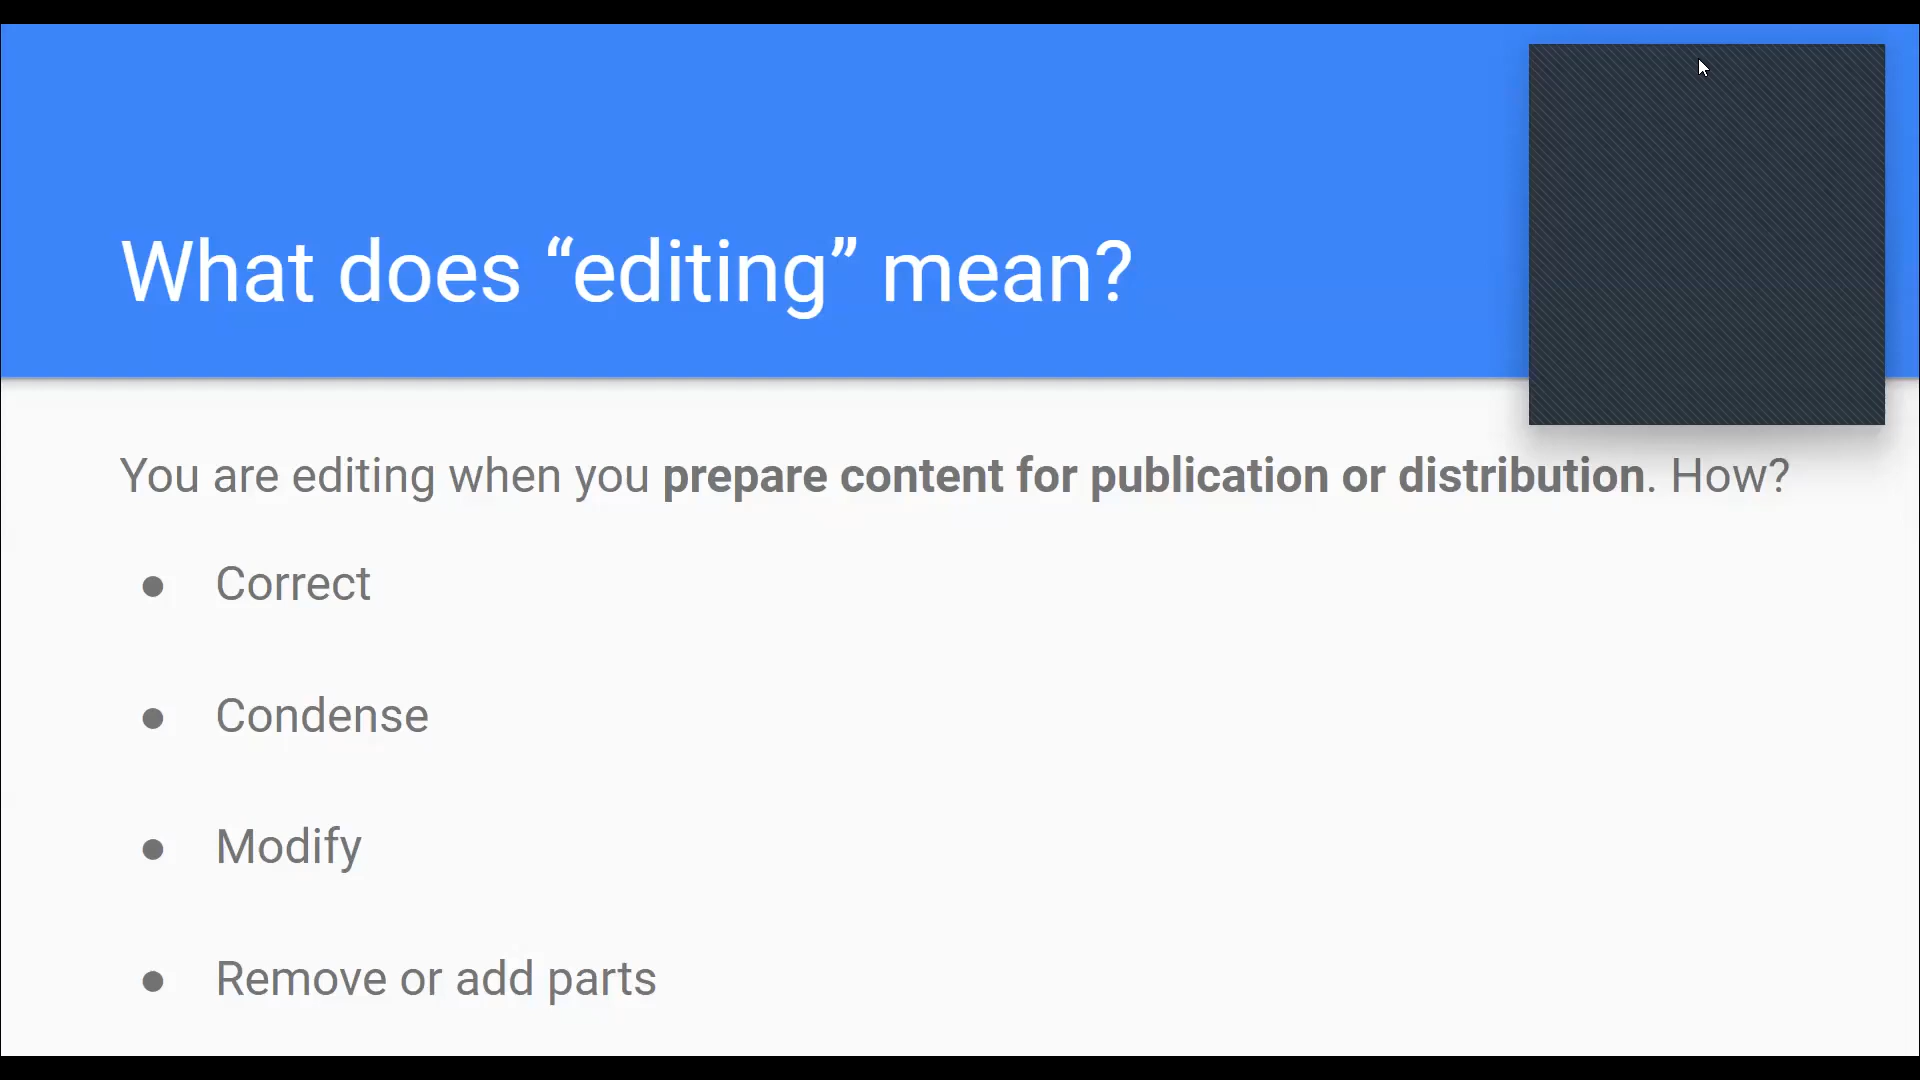 What does “editing” mean?
You are editing when you prepare content for publication or distribution. How?
● Correct
● Condense
● Modify
● Remove or add parts